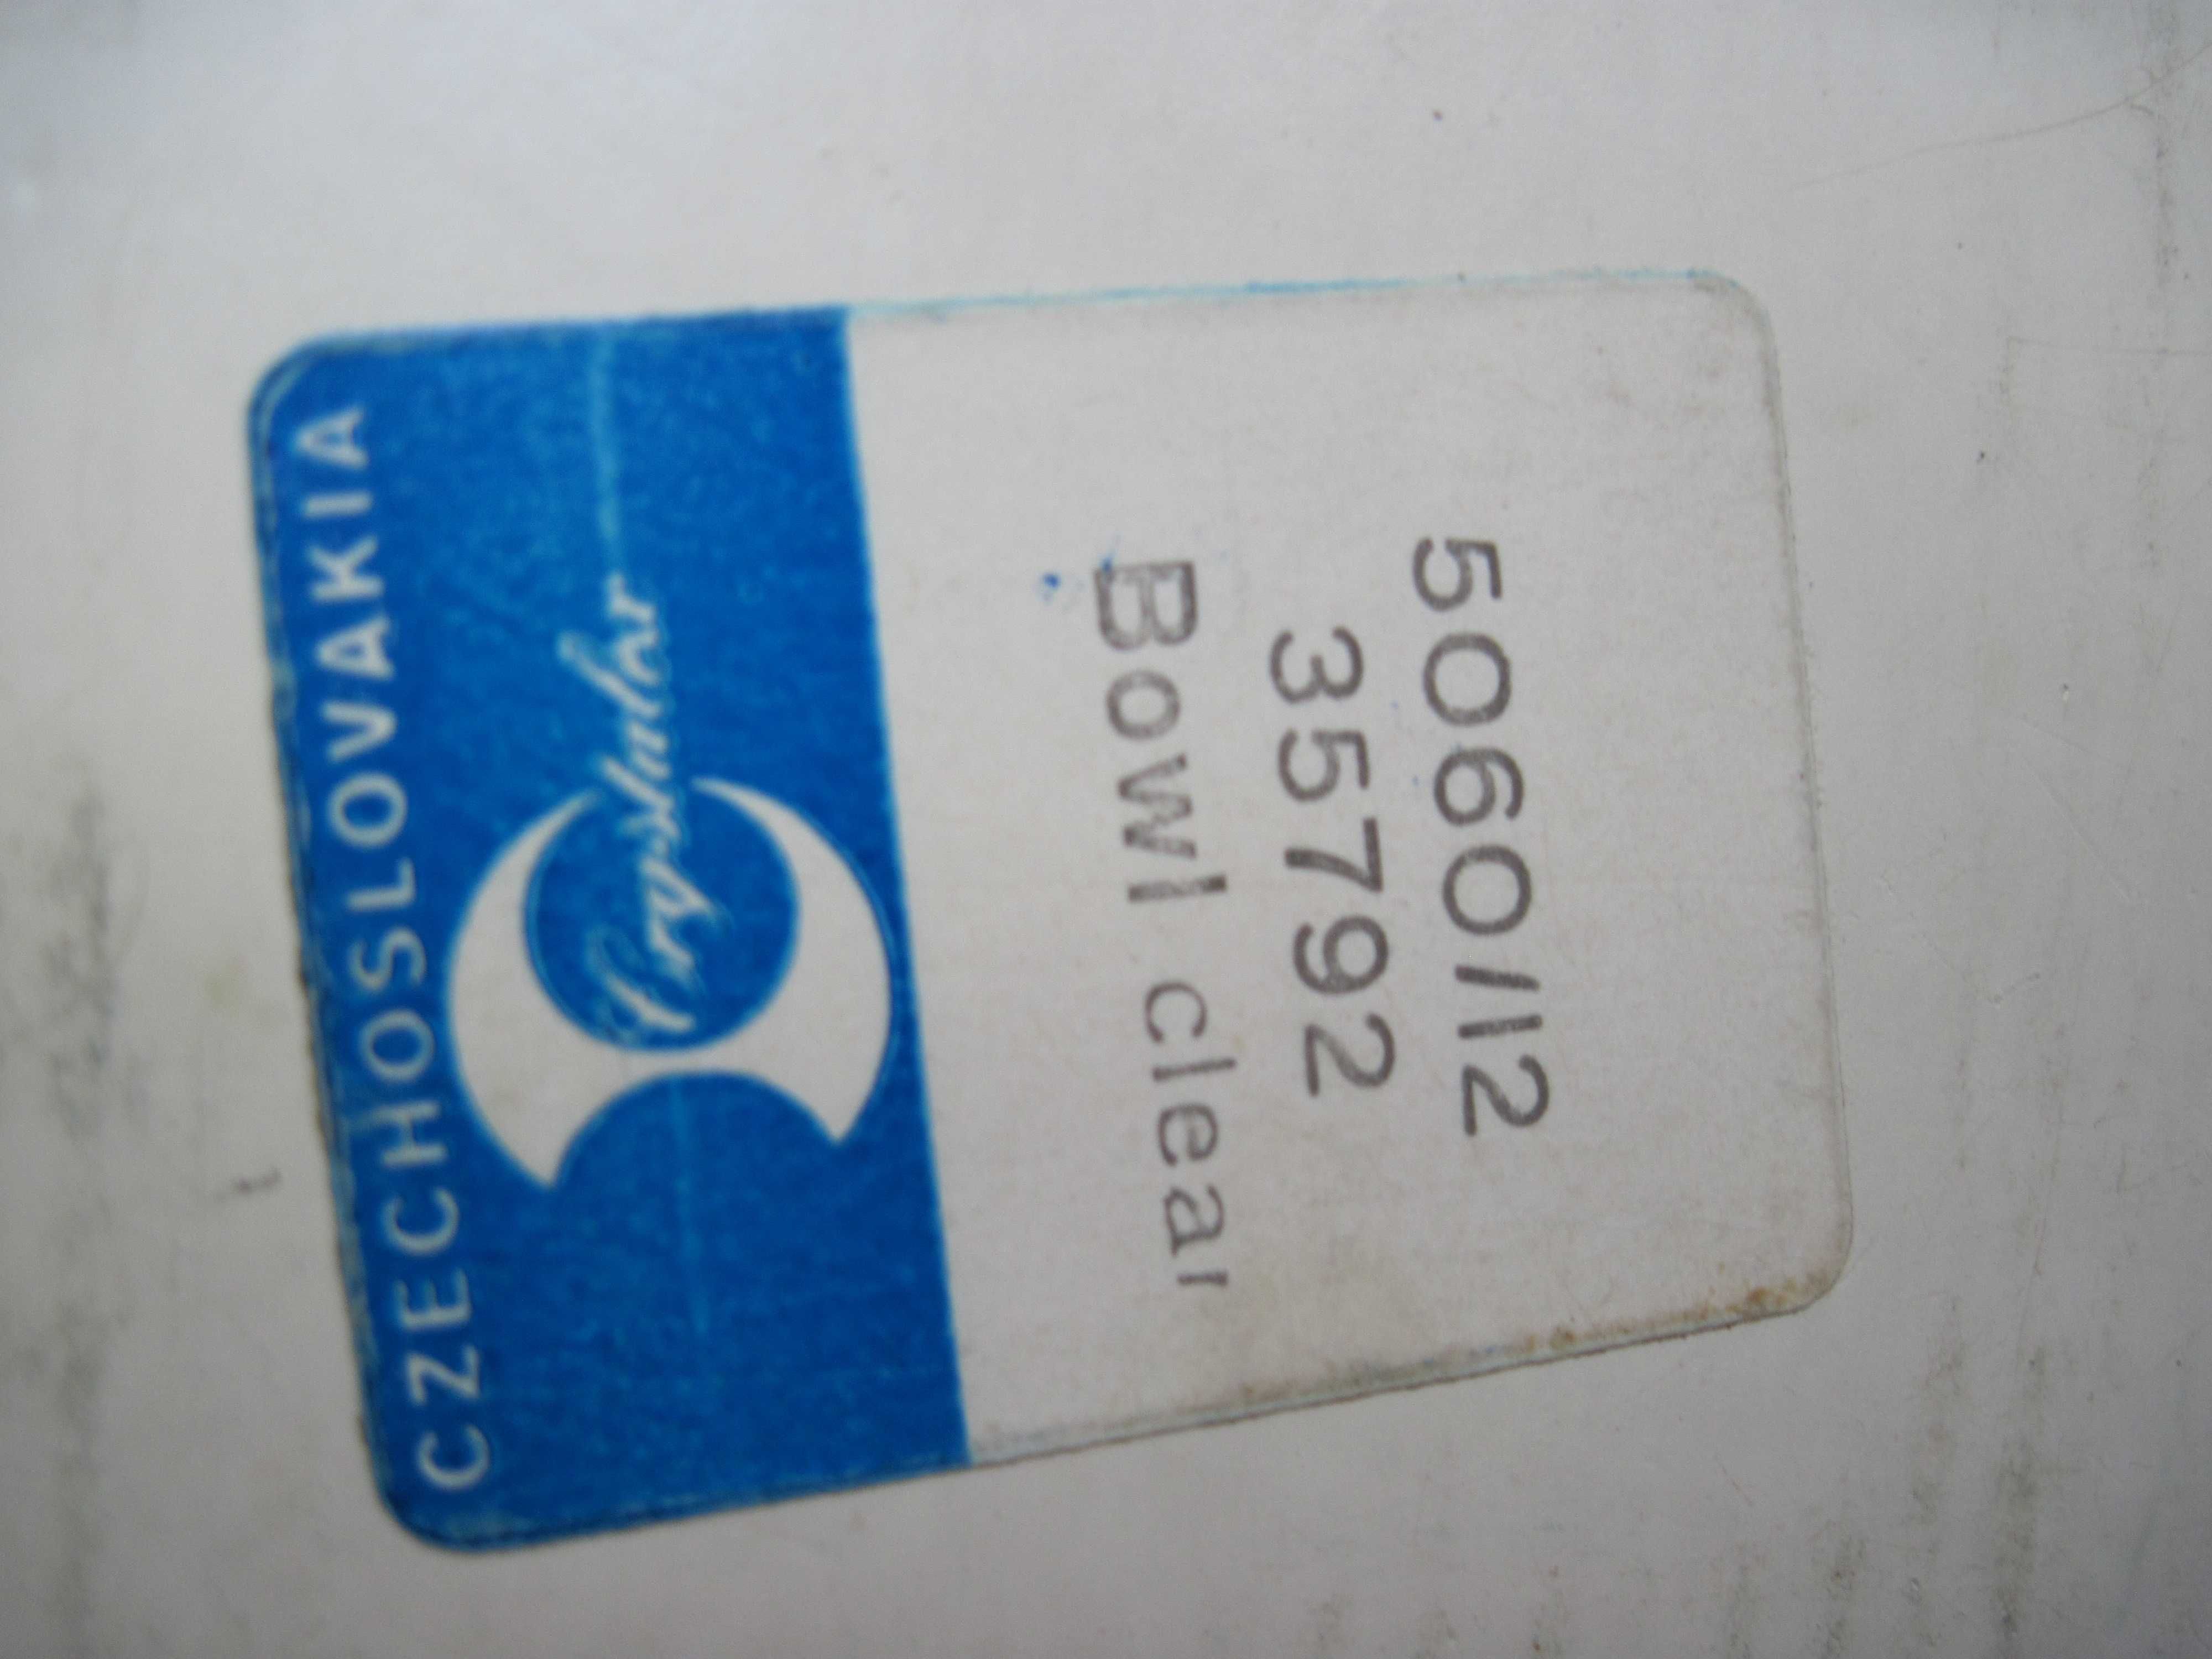 CZECHOSLOVAKIA
Crystalex
5060/12
35792
Bowl clear